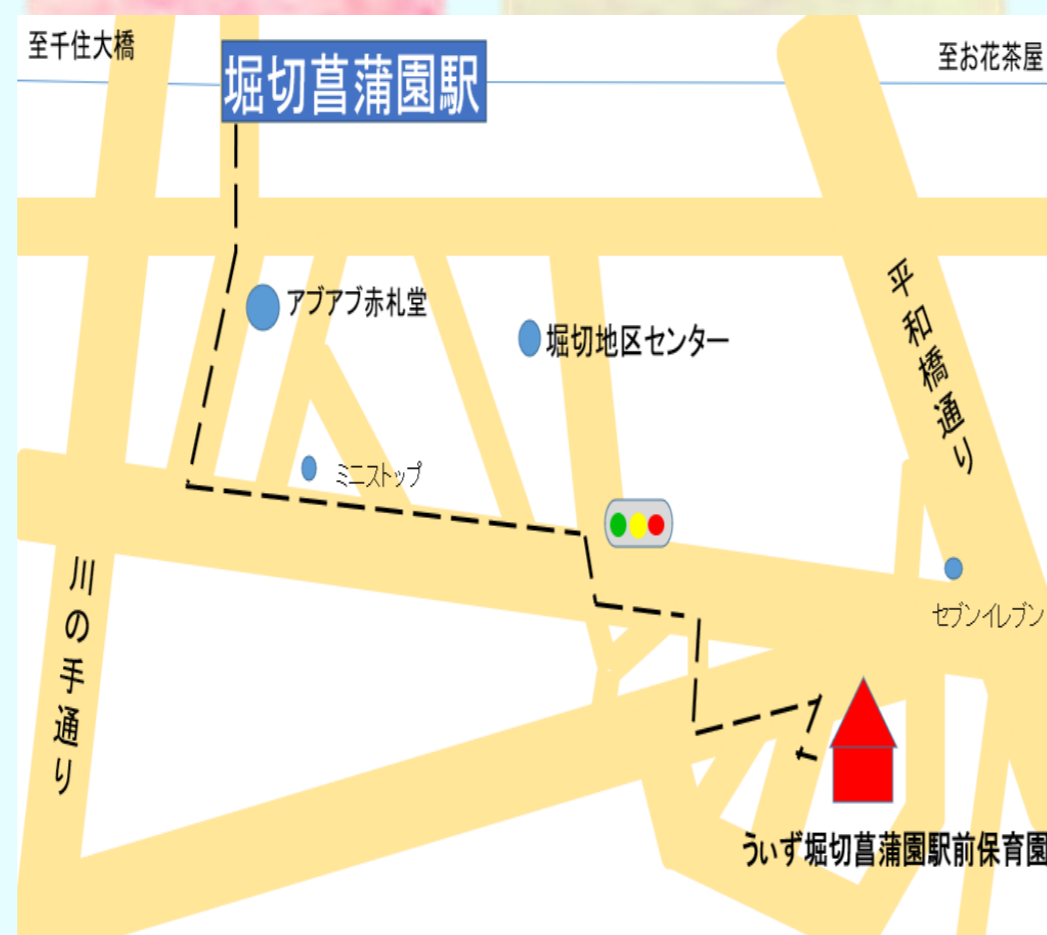 至千住大橋
堀切菖蒲園駅
至お花茶屋
アブアブ赤札堂
堀切地区センター
平和橋通り
ミニストップ
川の手通り
セブンイレブン
うぃず堀切菖蒲園駅前保育園